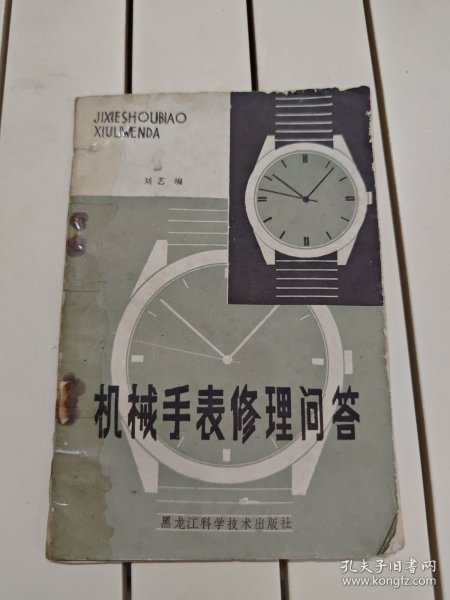 JIXIESHOUBIAO
XIULIWENDA
刘艺 编
机械手表修理问答
黑龙江科学技术出版社
孔夫子旧书网
www.kongfz.com